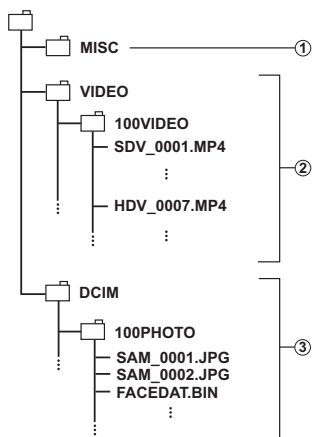 MISC
①
VIDEO
100VIDEO
SDV_0001.MP4
②
HDV_0007.MP4
DCIM
100PHOTO
③
SAM_0001.JPG
SAM_0002.JPG
FACEDAT.BIN